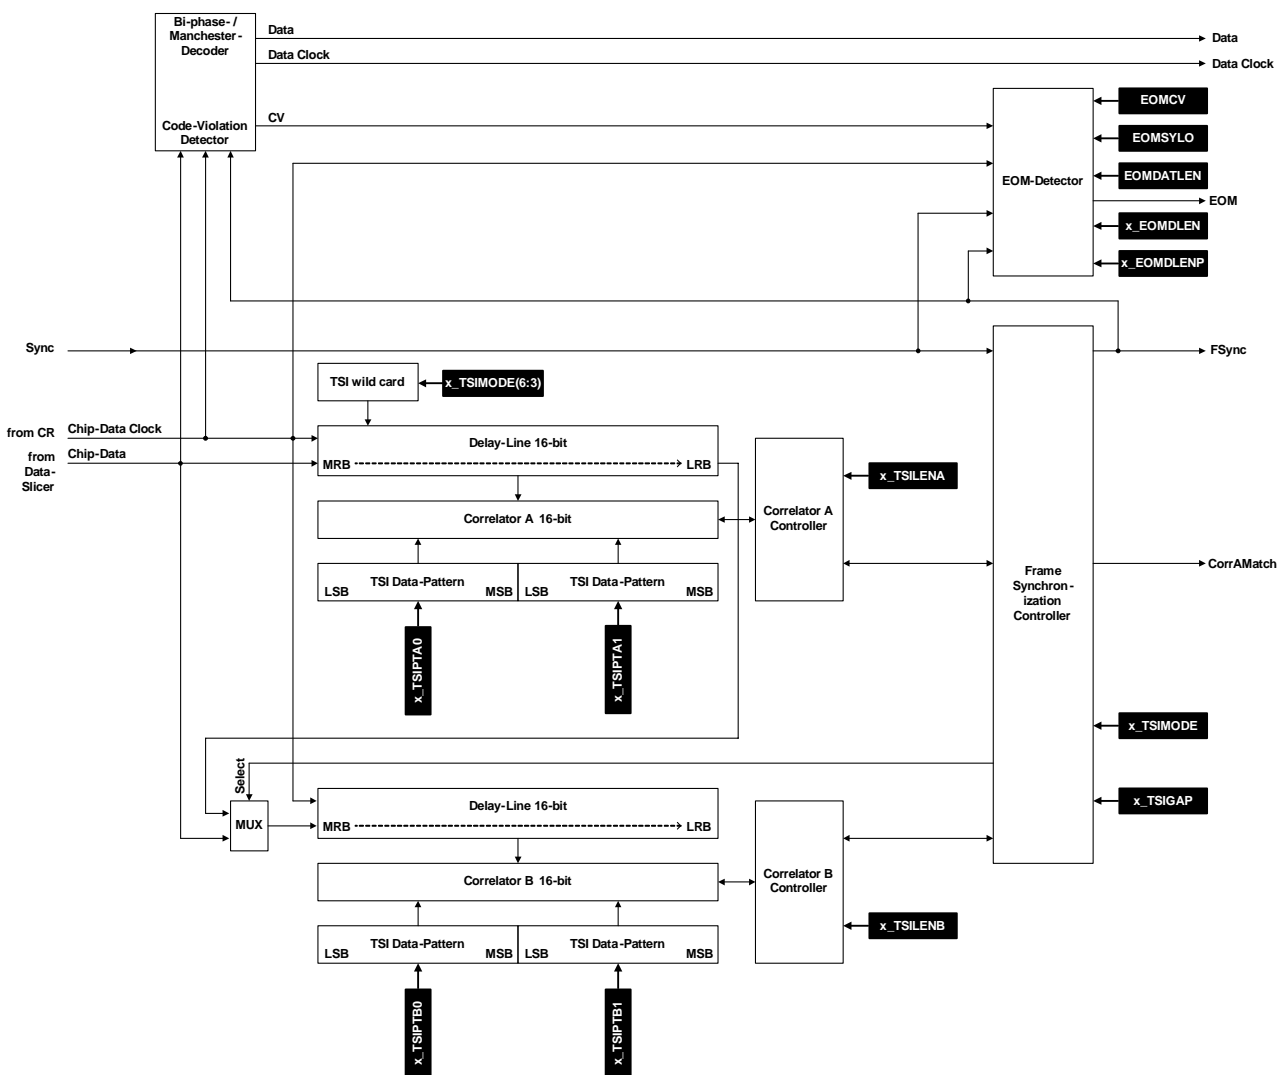 Bi-phase- /
Manchester-
Decoder
Data
Data
Data Clock
Data Clock
EOMCV
CV
Code-Violation
Detector
EOMSYLO
EOM-Detector
EOMDATLEN
EOM
x_EOMDLEN
x_EOMDLENP
Sync
FSync
TSI wild card
x_TSIMODE(6:3)
from CR
Chip-Data Clock
Delay-Line 16-bit
from
Data-
Slicer
Chip-Data
MRB
LRB
x_TSILENA
Correlator A 16-bit
Correlator A
Controller
CorrAMatch
Frame
Synchron-
ization
Controller
TSI Data-Pattern
LSB
MSB
TSI Data-Pattern
LSB
MSB
x_TSIPTA0
x_TSIPTA1
x_TSIMODE
Select
x_TSIGAP
MUX
Delay-Line 16-bit
MRB
LRB
Correlator B 16-bit
Correlator B
Controller
x_TSILENB
TSI Data-Pattern
LSB
MSB
TSI Data-Pattern
LSB
MSB
x_TSIPTB0
x_TSIPTB1